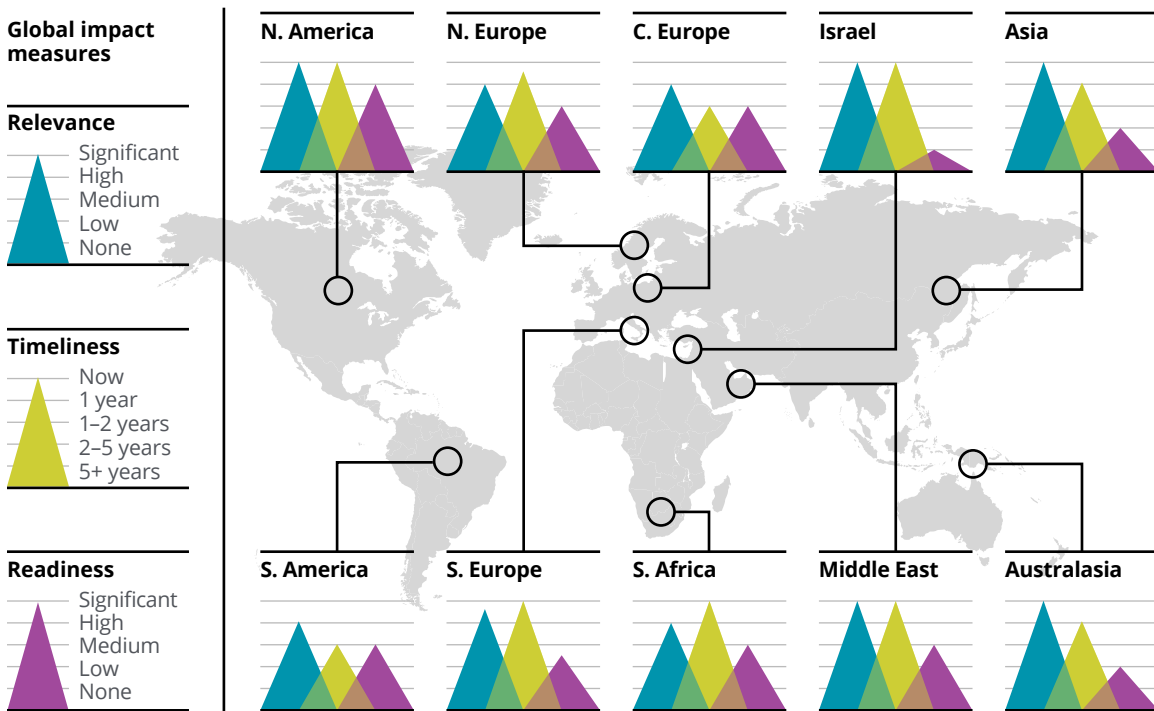 Global impact
measures
Relevance
Significant
High
Medium
Low
None
Timeliness
Now
1 year
1–2 years
2–5 years
5+ years
Readiness
Significant
High
Medium
Low
None
N. America
N. Europe
C. Europe
Israel
Asia
S. America
S. Europe
S. Africa
Middle East
Australasia